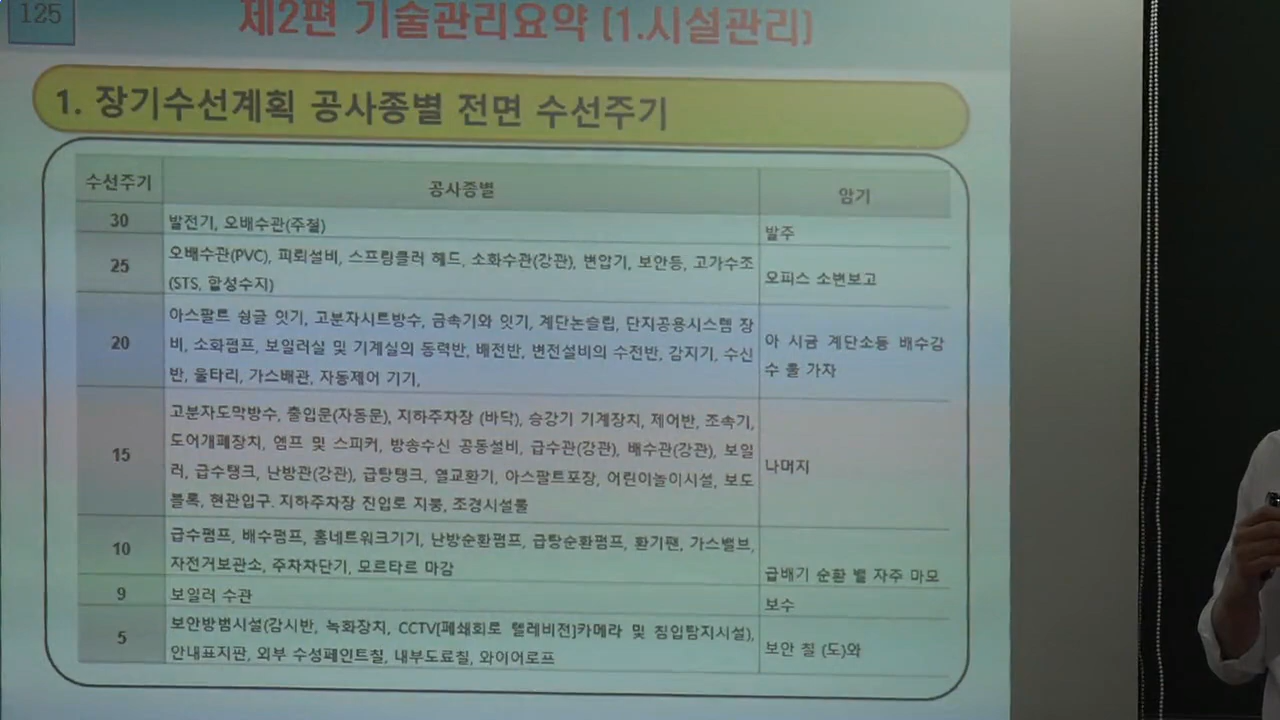 125
제2편 기술관리요약 (1.시설관리)
1. 장기수선계획 공사종별 전면 수선주기
수선주기 공사종별 암기
30 발전기, 오배수관(주철) 발주
25 오배수관(PVC), 피뢰설비, 스프링클러 헤드, 소화수관(강관), 변압기, 보안등, 고가수조
(STS, 합성수지) 오피스 소변보고
20 아스팔트 슁글 잇기, 고분자시트방수, 금속기와 잇기, 계단논슬립, 단지공용시스템 장
비, 소화펌프, 보일러실 및 기계실의 동력반, 배전반, 변전설비의 수전반, 감지기, 수신
반, 울타리, 가스배관, 자동제어 기기,
아 시금 계단소동 배수감
수 울 가자
15 고분자도막방수, 출입문(자동문), 지하주차장 (바닥), 승강기 기계장치, 제어반, 조속기,
도어개폐장치, 엠프 및 스피커, 방송수신 공동설비, 급수관(강관), 배수관(강관), 보일
러, 급수탱크, 난방관(강관), 급탕탱크, 열교환기, 아스팔트포장, 어린이놀이시설, 보도
블록, 현관입구. 지하주차장 진입로 지붕, 조경시설물
나머지
10 급수펌프, 배수펌프, 홈네트워크기기, 난방순환펌프, 급탕순환펌프, 환기팬, 가스밸브,
자전거보관소, 주차차단기, 모르타르 마감
급배기 순환 밸 자주 마모
9 보일러 수관 보수
5 보안방범시설(감시반, 녹화장치, CCTV[폐쇄회로 텔레비전]카메라 및 침입탐지시설),
안내표지판, 외부 수성페인트칠, 내부도료칠, 와이어로프
보안 칠 (도)와